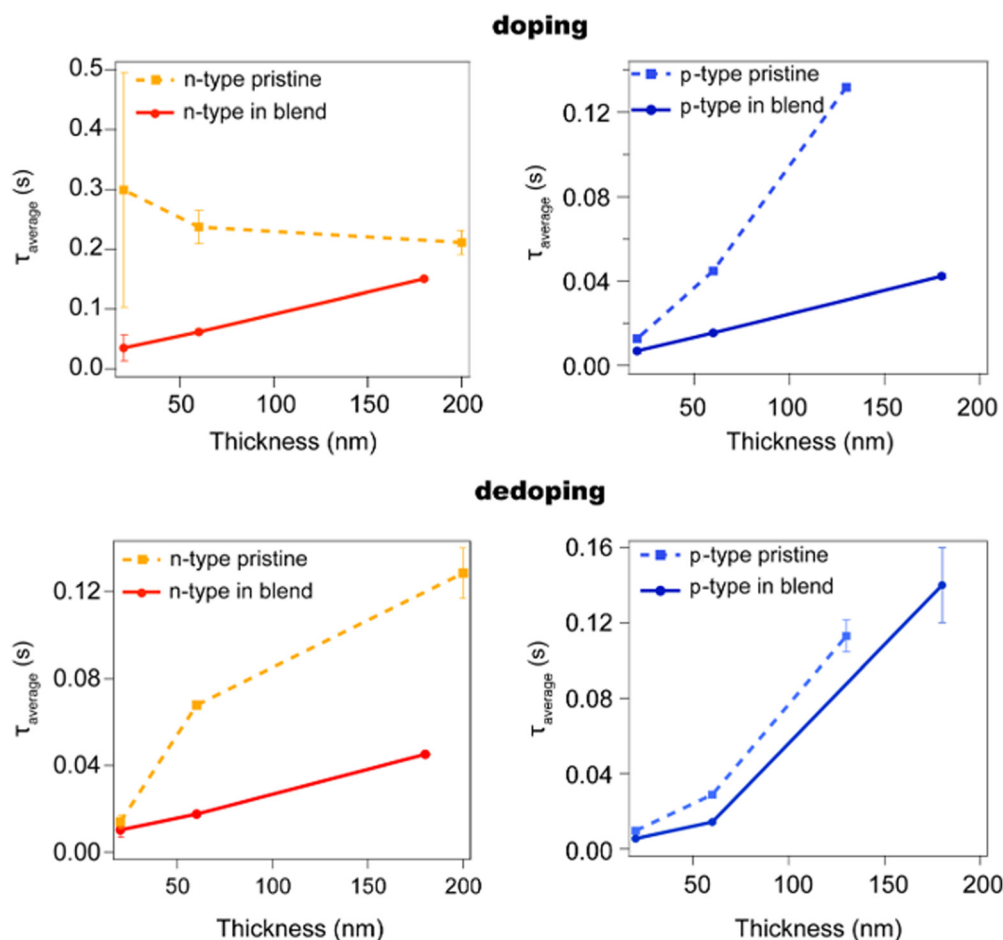 doping
n-type pristine
n-type in blend
0.5
0.4
0.3
0.2
0.1
0.0
τaverage (s)
50
100
150
200
Thickness (nm)
p-type pristine
p-type in blend
0.12
0.08
0.04
0.00
τaverage (s)
50
100
150
200
Thickness (nm)
dedoping
n-type pristine
n-type in blend
0.12
0.08
0.04
0.00
τaverage (s)
50
100
150
200
Thickness (nm)
p-type pristine
p-type in blend
0.16
0.12
0.08
0.04
0.00
τaverage (s)
50
100
150
200
Thickness (nm)